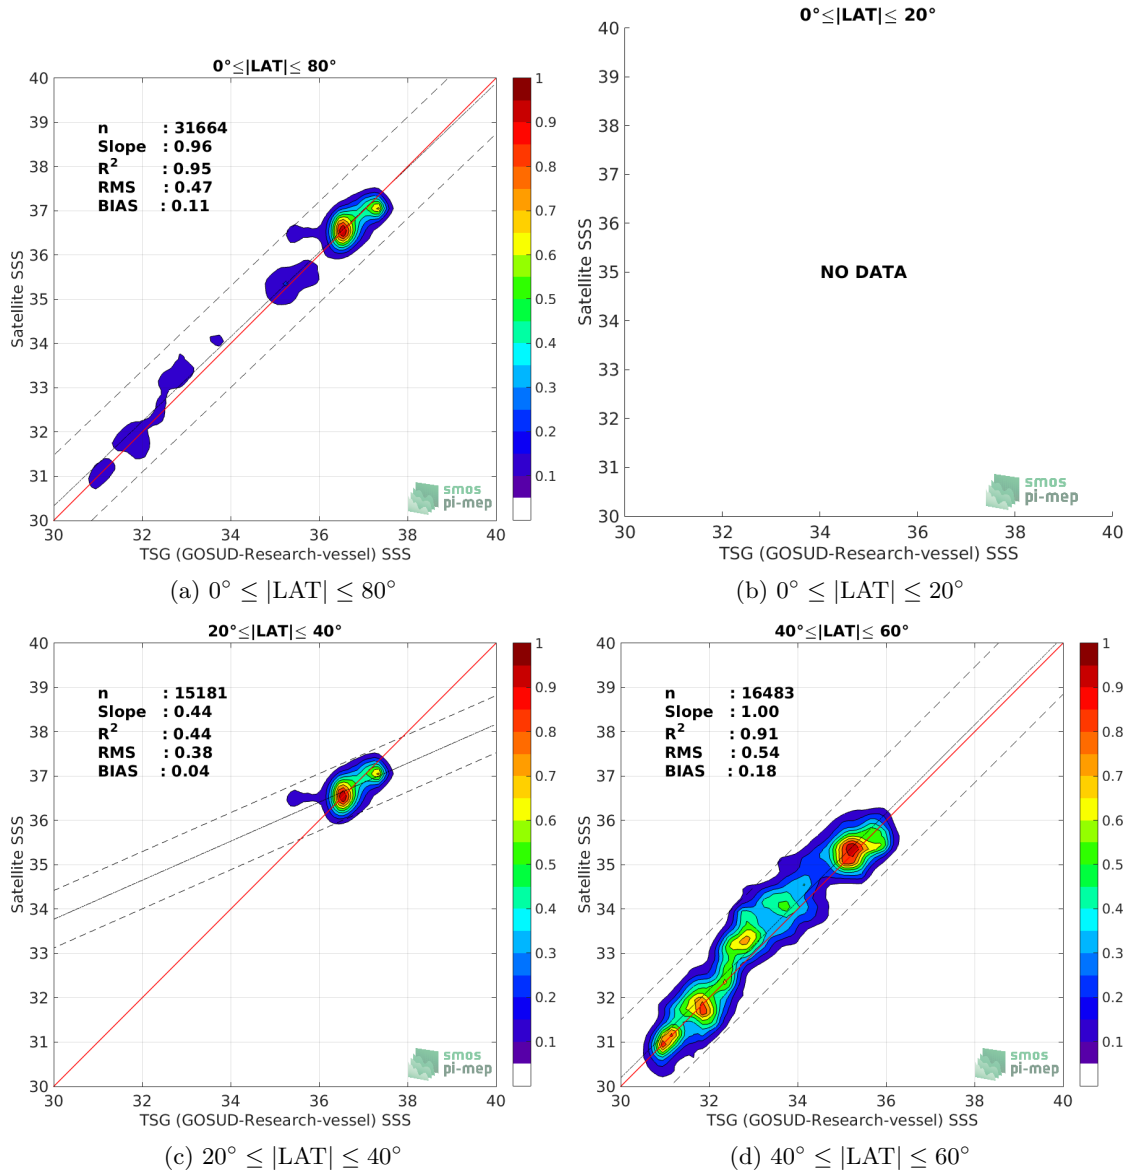 0°≤|LAT|≤ 80°
40
39
38
37
36
35
34
33
32
31
30
Satellite SSS
n : 31664
Slope : 0.96
R² : 0.95
RMS : 0.47
BIAS : 0.11
smos
pi-mep
30 32 34 36 38 40
TSG (GOSUD-Research-vessel) SSS
1
0.9
0.8
0.7
0.6
0.5
0.4
0.3
0.2
0.1
(a) 0° ≤ |LAT| ≤ 80°
0°≤|LAT|≤ 20°
40
39
38
37
36
35
34
33
32
31
30
Satellite SSS
NO DATA
smos
pi-mep
30 32 34 36 38 40
TSG (GOSUD-Research-vessel) SSS
(b) 0° ≤ |LAT| ≤ 20°
20°≤|LAT|≤ 40°
40
39
38
37
36
35
34
33
32
31
30
Satellite SSS
n : 15181
Slope : 0.44
R² : 0.44
RMS : 0.38
BIAS : 0.04
smos
pi-mep
30 32 34 36 38 40
TSG (GOSUD-Research-vessel) SSS
1
0.9
0.8
0.7
0.6
0.5
0.4
0.3
0.2
0.1
(c) 20° ≤ |LAT| ≤ 40°
40°≤|LAT|≤ 60°
40
39
38
37
36
35
34
33
32
31
30
Satellite SSS
n : 16483
Slope : 1.00
R² : 0.91
RMS : 0.54
BIAS : 0.18
smos
pi-mep
30 32 34 36 38 40
TSG (GOSUD-Research-vessel) SSS
1
0.9
0.8
0.7
0.6
0.5
0.4
0.3
0.2
0.1
(d) 40° ≤ |LAT| ≤ 60°